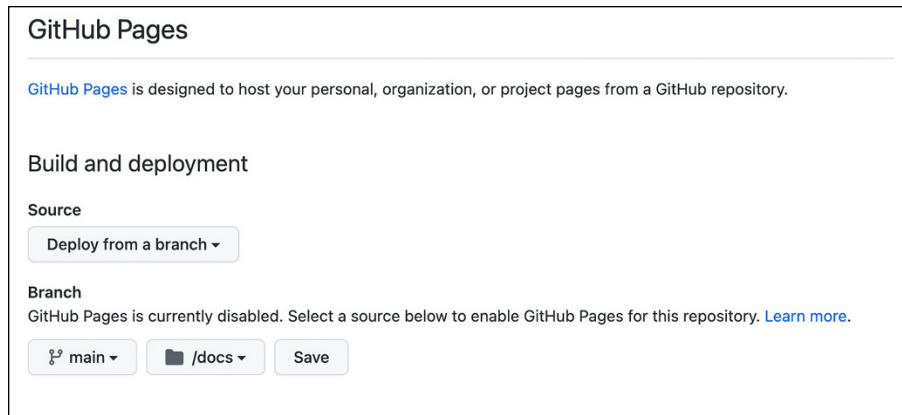 GitHub Pages
GitHub Pages is designed to host your personal, organization, or project pages from a GitHub repository.
Build and deployment
Source
Deploy from a branch
Branch
GitHub Pages is currently disabled. Select a source below to enable GitHub Pages for this repository. Learn more.
main /docs Save